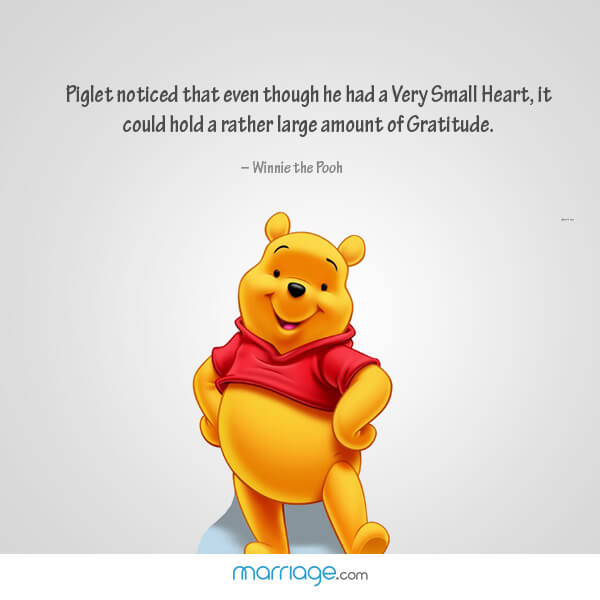 Piglet noticed that even though he had a Very Small Heart, it
could hold a rather large amount of Gratitude.
– Winnie the Pooh
marriage.com